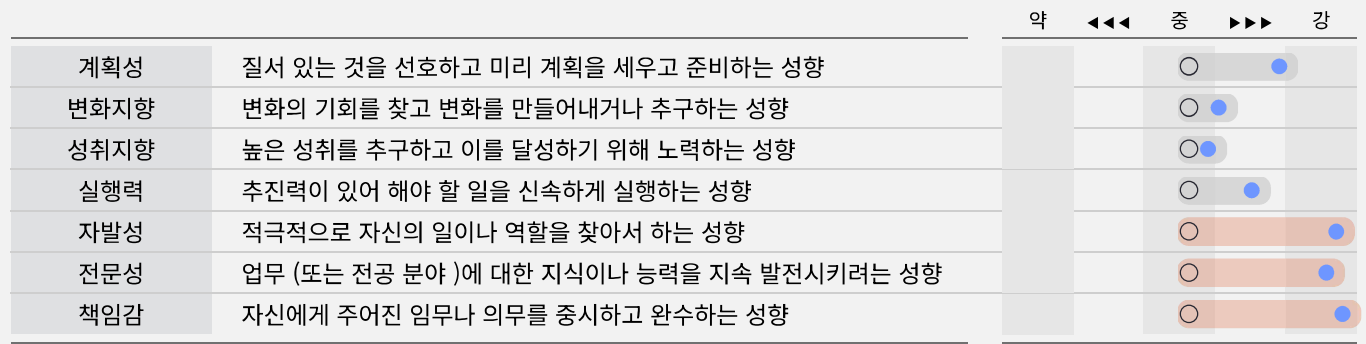 약 ◀◀◀ 중 ▶▶▶ 강
계획성 질서 있는 것을 선호하고 미리 계획을 세우고 준비하는 성향
변화지향 변화의 기회를 찾고 변화를 만들어내거나 추구하는 성향
성취지향 높은 성취를 추구하고 이를 달성하기 위해 노력하는 성향
실행력 추진력이 있어 해야 할 일을 신속하게 실행하는 성향
자발성 적극적으로 자신의 일이나 역할을 찾아서 하는 성향
전문성 업무 (또는 전공 분야 )에 대한 지식이나 능력을 지속 발전시키려는 성향
책임감 자신에게 주어진 임무나 의무를 중시하고 완수하는 성향